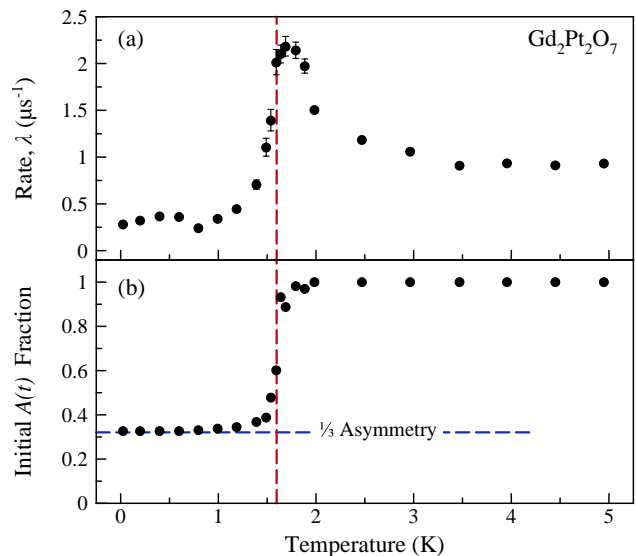 (a)
Gd₂Pt₂O₇
Rate, λ (μs⁻¹)
2.5
2
1.5
1
0.5
0
(b)
Initial A(t) Fraction
1
0.8
0.6
0.4
0.2
0
⅓ Asymmetry
0 1 2 3 4 5
Temperature (K)